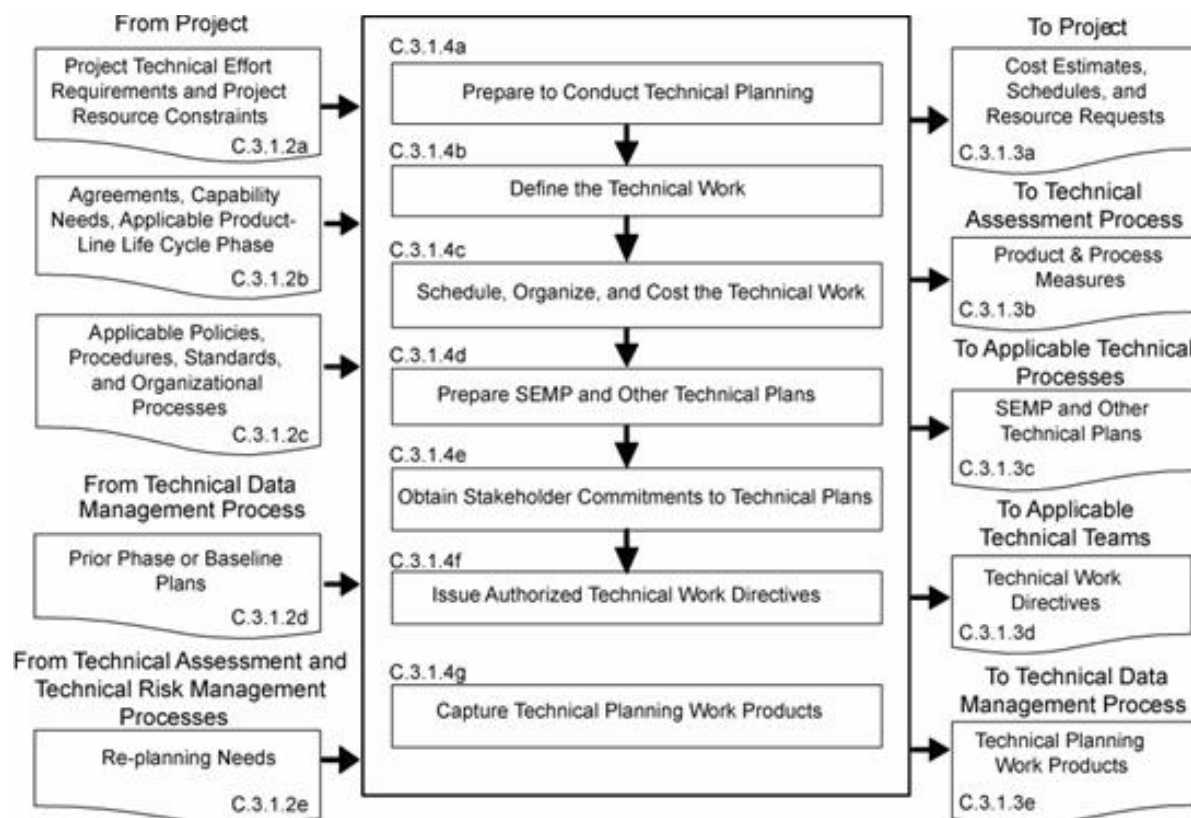 From Project
Project Technical Effort
Requirements and Project
Resource Constraints
C.3.1.2a
Agreements, Capability
Needs, Applicable Product-
Line Life Cycle Phase
C.3.1.2b
Applicable Policies,
Procedures, Standards,
and Organizational
Processes
C.3.1.2c
From Technical Data
Management Process
Prior Phase or Baseline
Plans
C.3.1.2d
From Technical Assessment and
Technical Risk Management
Processes
Re-planning Needs
C.3.1.2e
C.3.1.4a
Prepare to Conduct Technical Planning
C.3.1.4b
Define the Technical Work
C.3.1.4c
Schedule, Organize, and Cost the Technical Work
C.3.1.4d
Prepare SEMP and Other Technical Plans
C.3.1.4e
Obtain Stakeholder Commitments to Technical Plans
C.3.1.4f
Issue Authorized Technical Work Directives
C.3.1.4g
Capture Technical Planning Work Products
To Project
Cost Estimates,
Schedules, and
Resource Requests
C.3.1.3a
To Technical
Assessment Process
Product & Process
Measures
C.3.1.3b
To Applicable Technical
Processes
SEMP and Other
Technical Plans
C.3.1.3c
To Applicable
Technical Teams
Technical Work
Directives
C.3.1.3d
To Technical Data
Management Process
Technical Planning
Work Products
C.3.1.3e